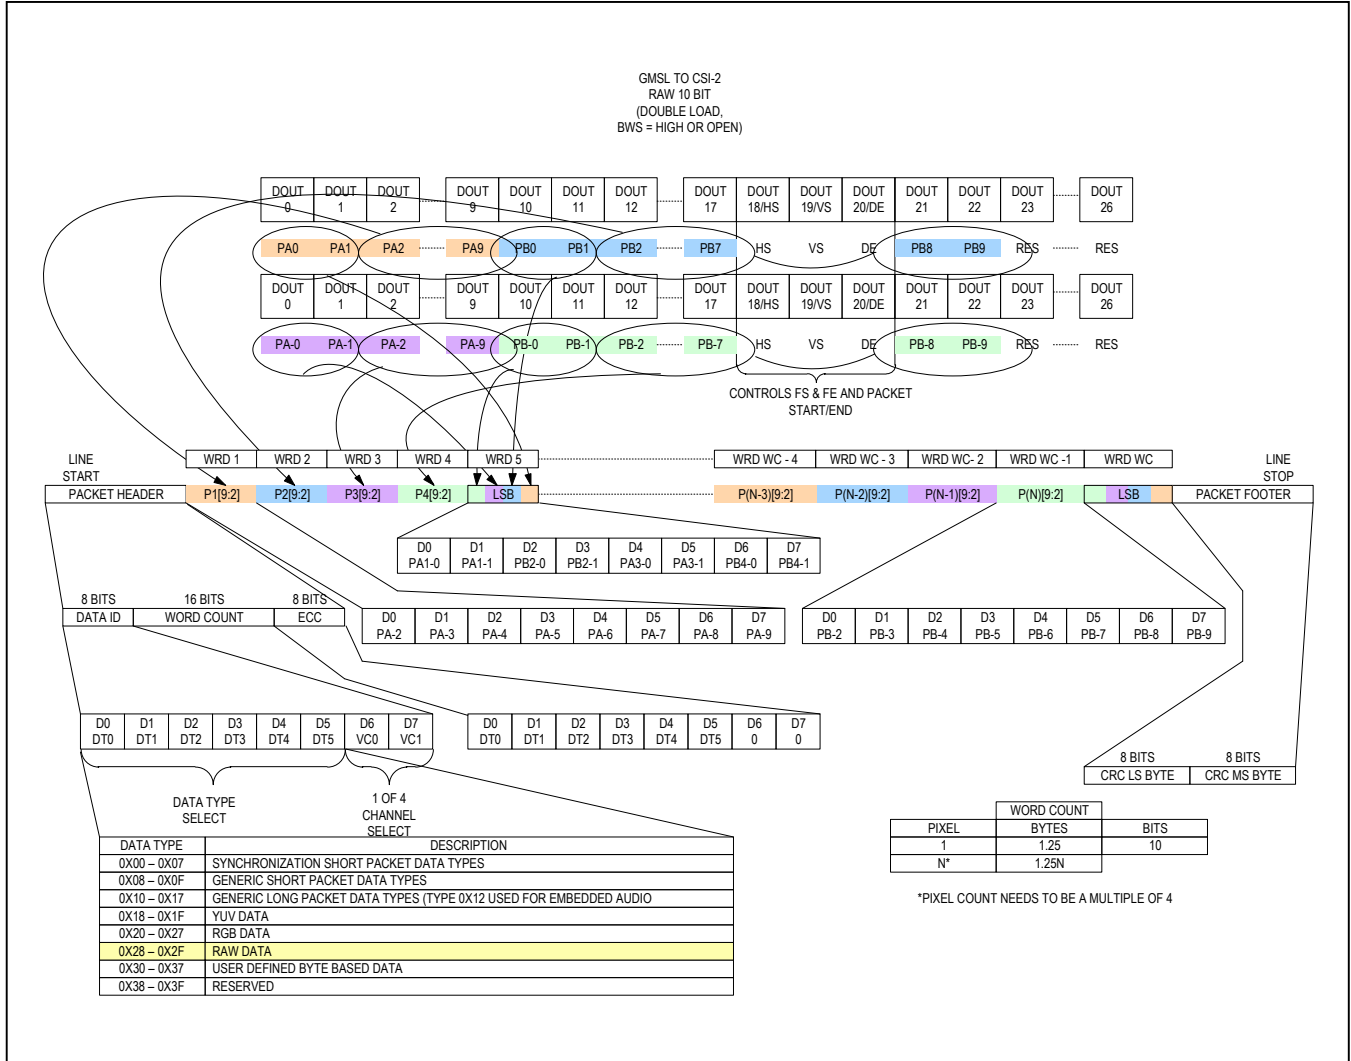 GMSL TO CSI-2
RAW 10 BIT
(DOUBLE LOAD,
BWS = HIGH OR OPEN)
DOUT 0 DOUT 1 DOUT 2 DOUT 9 DOUT 10 DOUT 11 DOUT 12 DOUT 17 DOUT 18/HS DOUT 19/VS DOUT 20/DE DOUT 21 DOUT 22 DOUT 23 DOUT 26
PA0 PA1 PA2 PA9 PB0 PB1 PB2 PB7 HS VS DE PB8 PB9 RES RES
DOUT 0 DOUT 1 DOUT 2 DOUT 9 DOUT 10 DOUT 11 DOUT 12 DOUT 17 DOUT 18/HS DOUT 19/VS DOUT 20/DE DOUT 21 DOUT 22 DOUT 23 DOUT 26
PA-0 PA-1 PA-2 PA-9 PB-0 PB-1 PB-2 PB-7 HS VS DE PB-8 PB-9 RES RES
CONTROLS FS & FE AND PACKET
START/END
LINE
START
WRD 1 WRD 2 WRD 3 WRD 4 WRD 5 WRD WC - 4 WRD WC - 3 WRD WC- 2 WRD WC -1 WRD WC
LINE
STOP
PACKET HEADER P1[9:2] P2[9:2] P3[9:2] P4[9:2] LSB P(N-3)[9:2] P(N-2)[9:2] P(N-1)[9:2] P(N)[9:2] LSB PACKET FOOTER
D0 D1 D2 D3 D4 D5 D6 D7
PA1-0 PA1-1 PB2-0 PB2-1 PA3-0 PA3-1 PB4-0 PB4-1
8 BITS 16 BITS 8 BITS
DATA ID WORD COUNT ECC
D0 D1 D2 D3 D4 D5 D6 D7
PA-2 PA-3 PA-4 PA-5 PA-6 PA-7 PA-8 PA-9
D0 D1 D2 D3 D4 D5 D6 D7
PB-2 PB-3 PB-4 PB-5 PB-6 PB-7 PB-8 PB-9
D0 D1 D2 D3 D4 D5 D6 D7
DT0 DT1 DT2 DT3 DT4 DT5 VC0 VC1
D0 D1 D2 D3 D4 D5 D6 D7
DT0 DT1 DT2 DT3 DT4 DT5 0 0
8 BITS 8 BITS
CRC LS BYTE CRC MS BYTE
DATA TYPE
SELECT
1 OF 4
CHANNEL
SELECT
WORD COUNT
PIXEL BYTES BITS
1 1.25 10
N* 1.25N
*PIXEL COUNT NEEDS TO BE A MULTIPLE OF 4
DATA TYPE DESCRIPTION
0X00 – 0X07 SYNCHRONIZATION SHORT PACKET DATA TYPES
0X08 – 0X0F GENERIC SHORT PACKET DATA TYPES
0X10 – 0X17 GENERIC LONG PACKET DATA TYPES (TYPE 0X12 USED FOR EMBEDDED AUDIO
0X18 – 0X1F YUV DATA
0X20 – 0X27 RGB DATA
0X28 – 0X2F RAW DATA
0X30 – 0X37 USER DEFINED BYTE BASED DATA
0X38 – 0X3F RESERVED